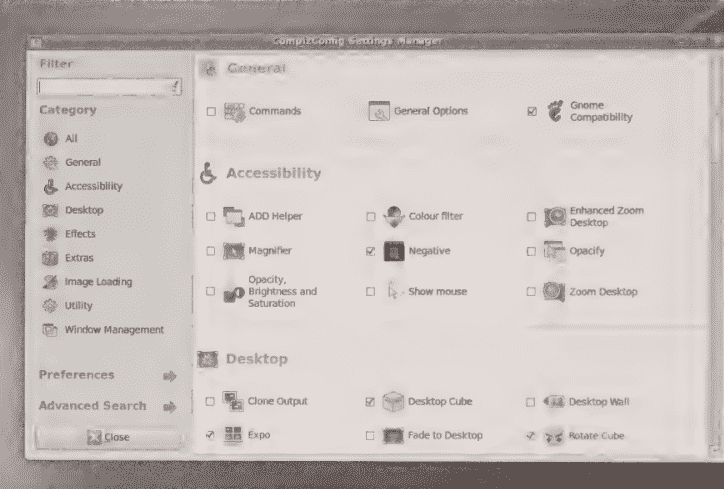 CompizConfig Settings Manager
Filter
Category
All
General
Accessibility
Desktop
Effects
Extras
Image Loading
Utility
Window Management
Preferences
Advanced Search
Close
General
Commands
General Options
Gnome
Compatibility
Accessibility
ADD Helper
Colour filter
Enhanced Zoom
Desktop
Magnifier
Negative
Opacify
Opacity,
Brightness and
Saturation
Show mouse
Zoom Desktop
Desktop
Clone Output
Desktop Cube
Desktop Wall
Expo
Fade to Desktop
Rotate Cube